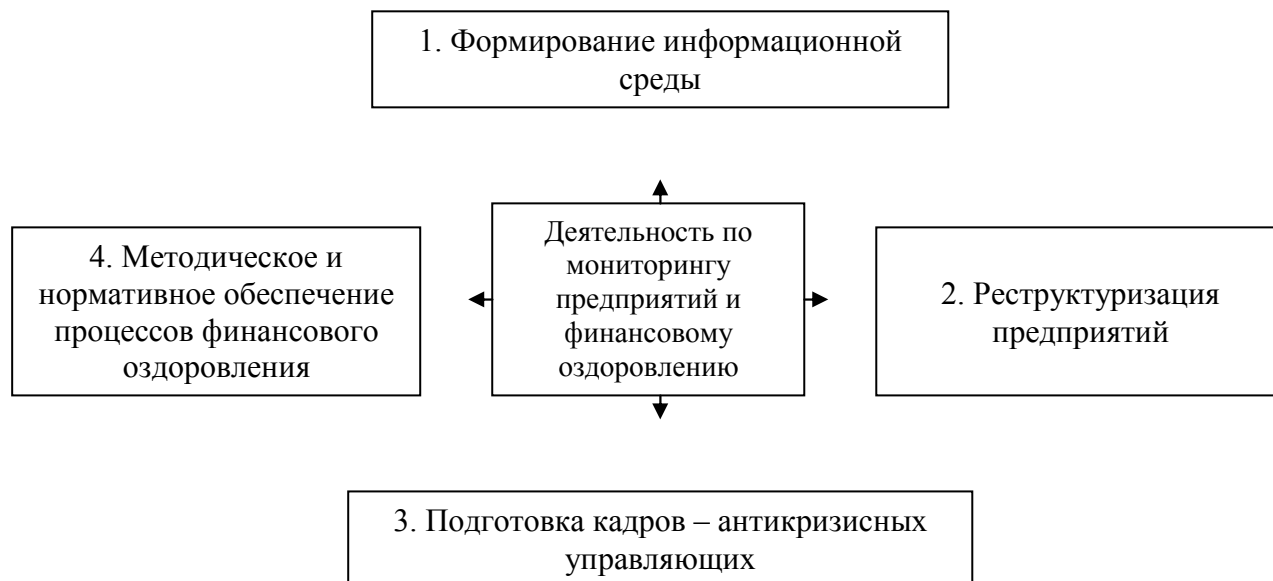 1. Формирование информационной
среды
4. Методическое и
нормативное обеспечение
процессов финансового
оздоровления
Деятельность по
мониторингу
предприятий и
финансовому
оздоровлению
2. Реструктуризация
предприятий
3. Подготовка кадров – антикризисных
управляющих